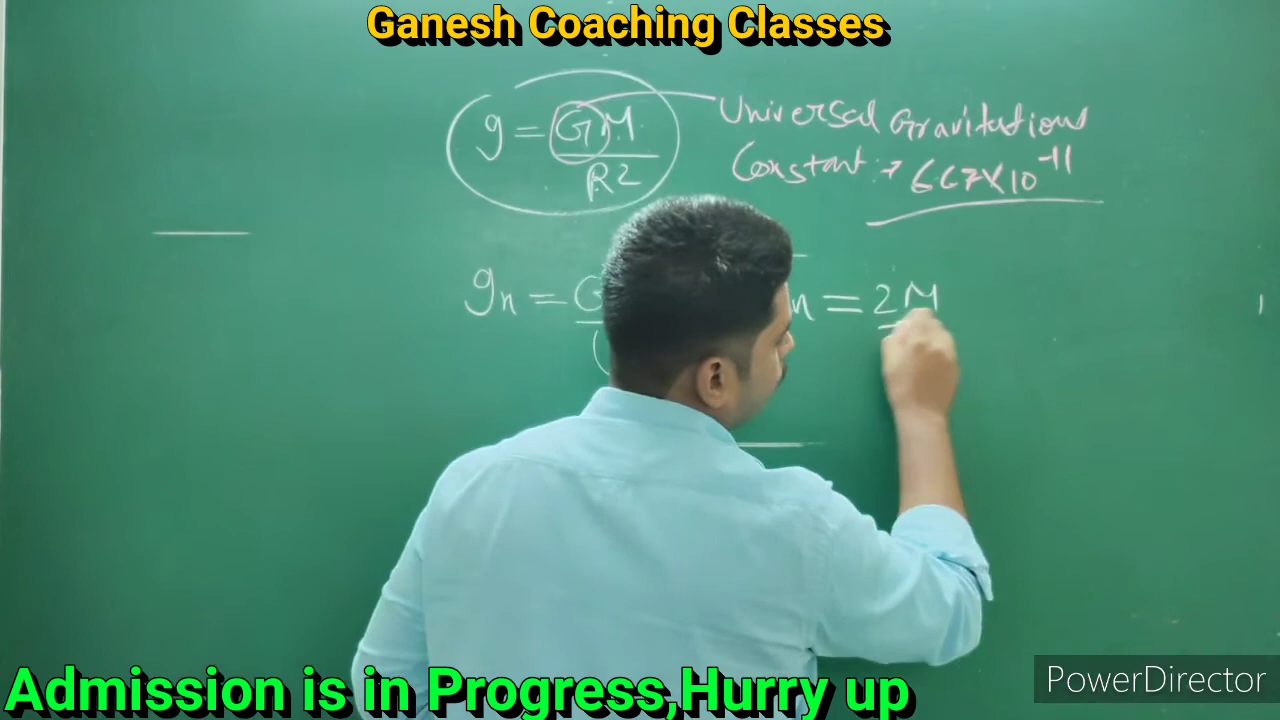 Ganesh Coaching Classes
g = GM
R2
Universal Gravitational
Constant :→ 6.67×10⁻¹¹
gn = G
n = 2M
Admission is in Progress,Hurry up
PowerDirector